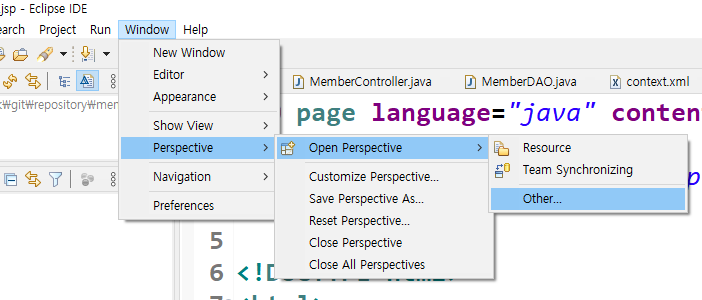 .jsp - Eclipse IDE
earch Project Run Window Help
New Window
Editor
Appearance
Show View
Perspective
Navigation
Preferences
Open Perspective
Customize Perspective...
Save Perspective As...
Reset Perspective...
Close Perspective
Close All Perspectives
Resource
Team Synchronizing
Other...
MemberController.java MemberDAO.java context.xml
k₩git₩repository₩mem
page language="java" conten
p
5
6 <!D
7